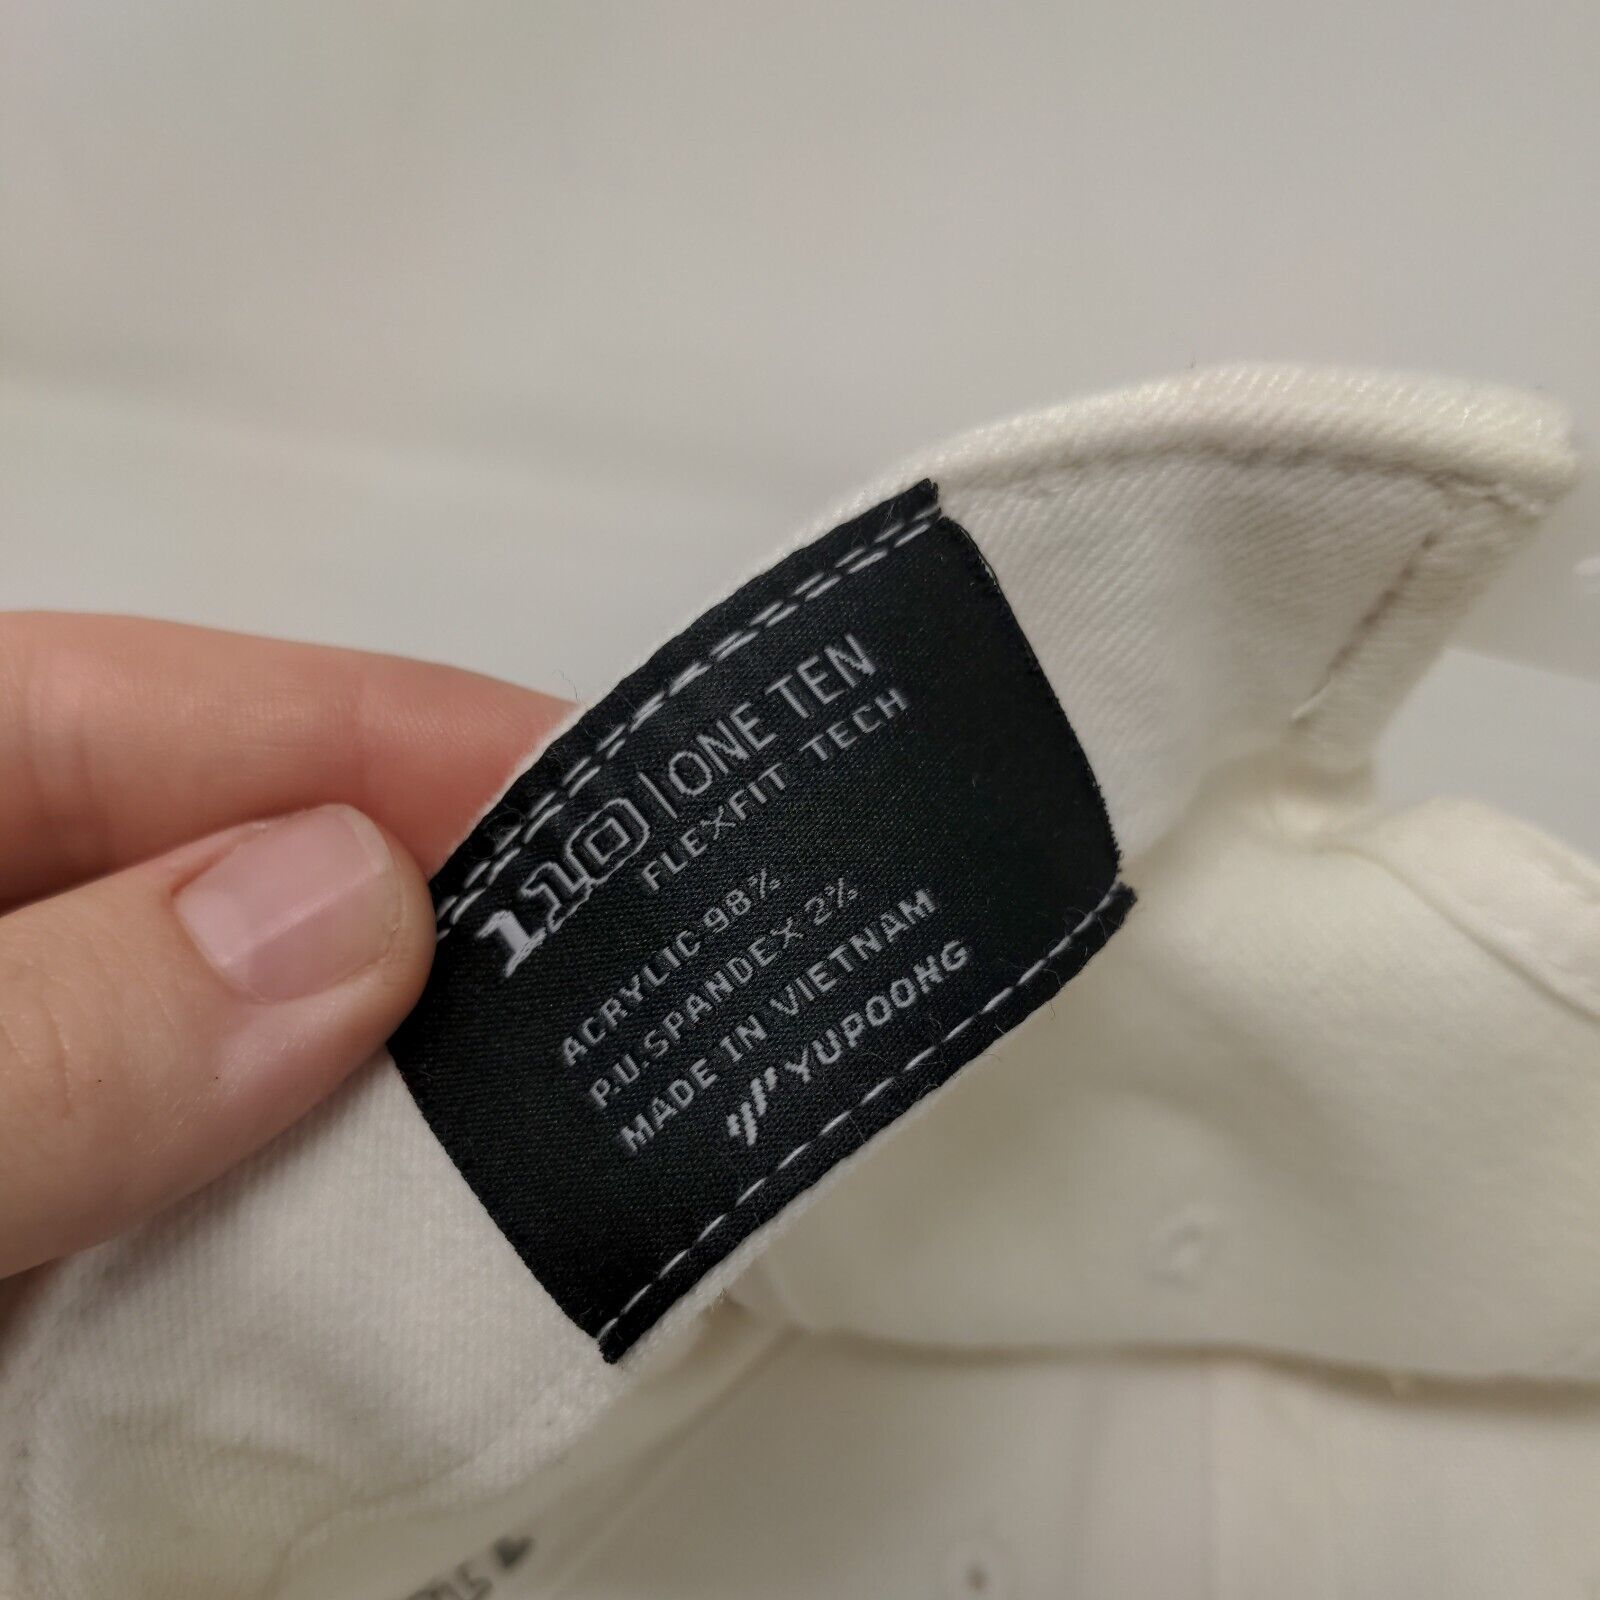 110 | ONE TEN
FLEXFIT TECH
ACRYLIC 98%
P.U.SPANDEX 2%
MADE IN VIETNAM
YUPOONG